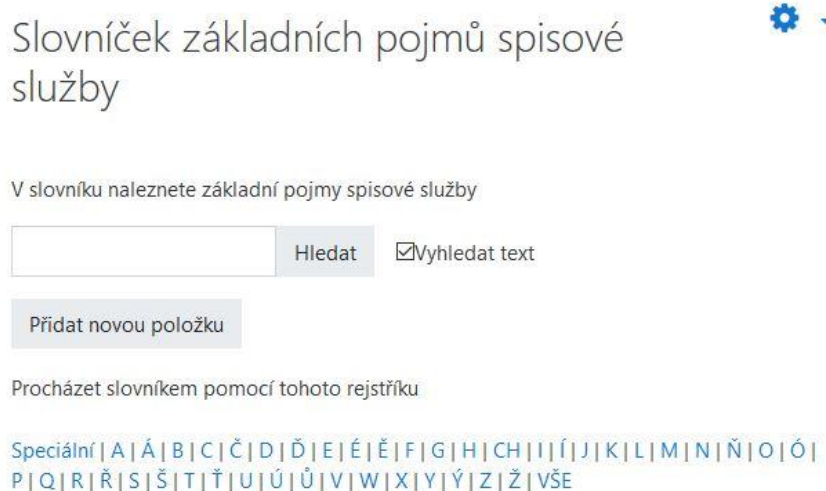 Slovníček základních pojmů spisové
služby
V slovníku naleznete základní pojmy spisové služby
Hledat Vyhledat text
Přidat novou položku
Procházet slovníkem pomocí tohoto rejstříku
Speciální | A | Á | B | C | Č | D | Ď | E | É | Ě | F | G | H | CH | I | Í | J | K | L | M | N | Ň | O | Ó |
P | Q | R | Ř | S | Š | T | Ť | U | Ú | Ů | V | W | X | Y | Ý | Z | Ž | VŠE